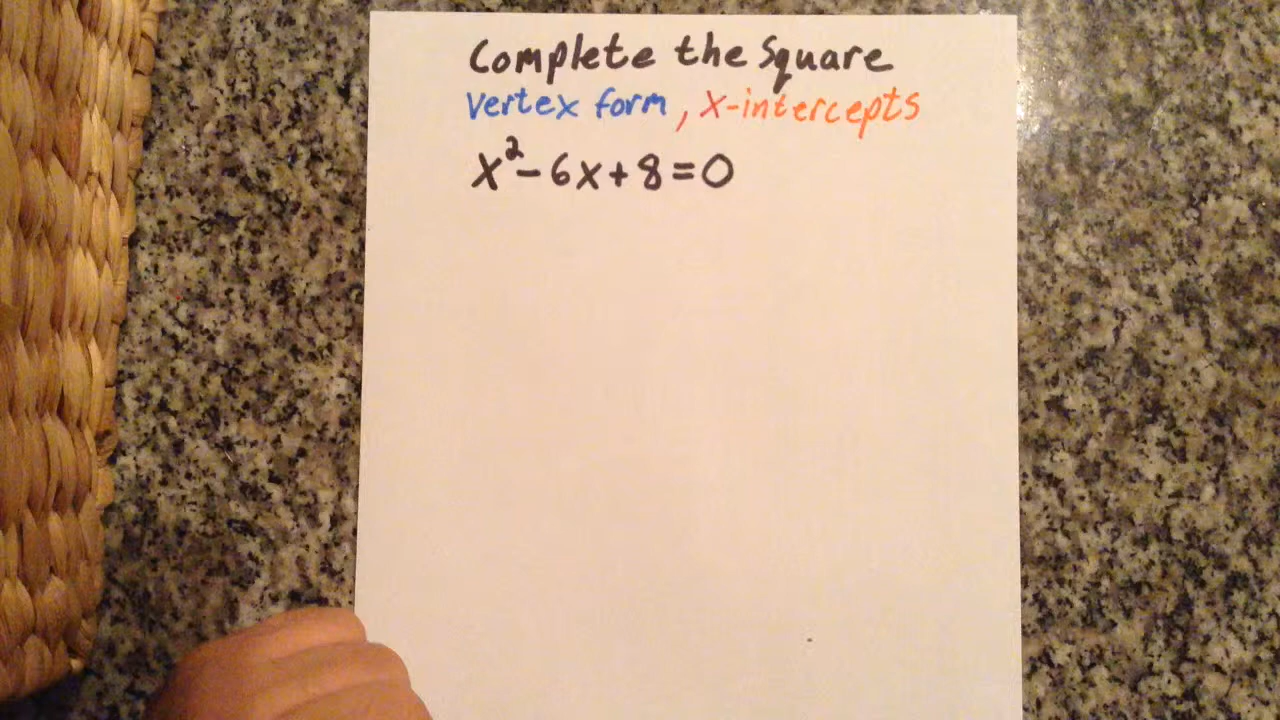 Complete the Square
Vertex form, X-intercepts
x² - 6x + 8 = 0